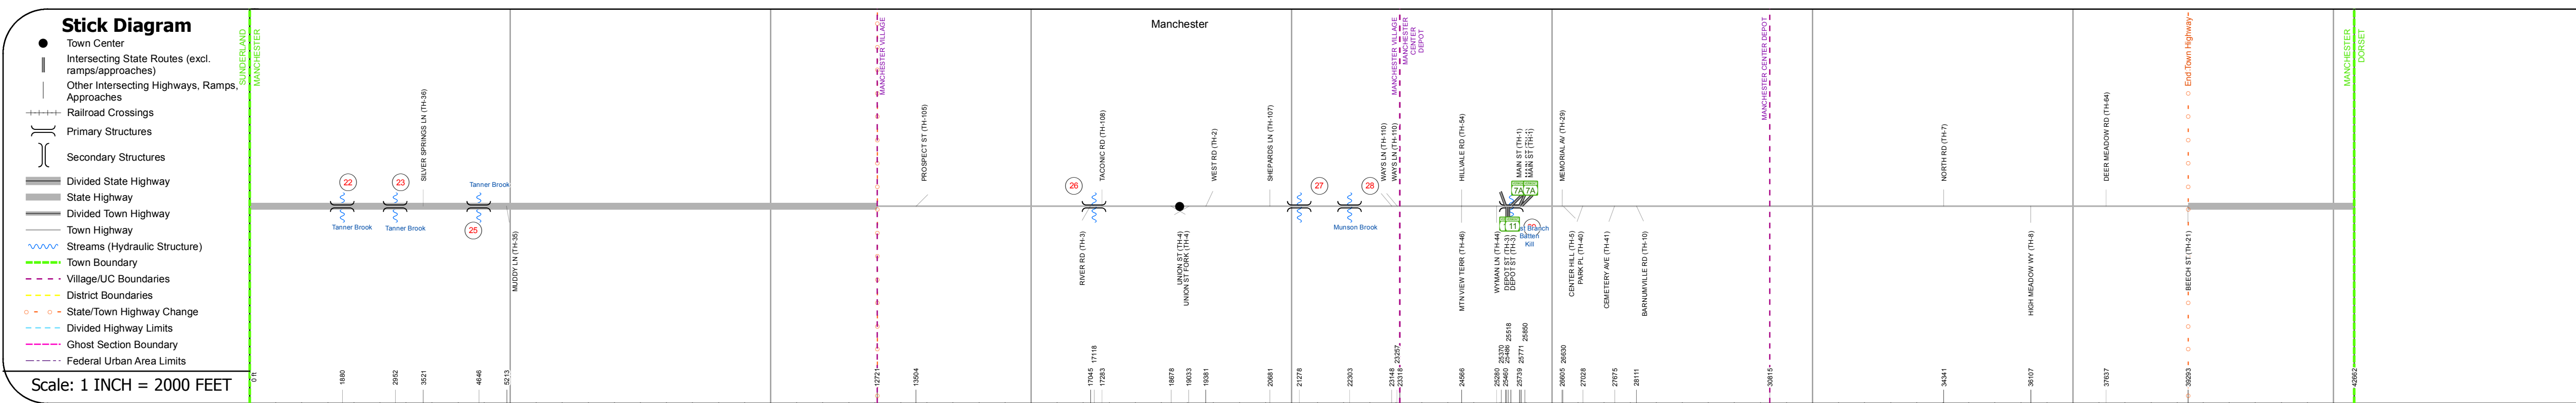 Stick Diagram
Town Center
Intersecting State Routes (excl.
ramps/approaches)
Other Intersecting Highways, Ramps,
Approaches
Railroad Crossings
Primary Structures
Secondary Structures
Divided State Highway
State Highway
Divided Town Highway
Town Highway
Streams (Hydraulic Structure)
Town Boundary
Village/UC Boundaries
District Boundaries
State/Town Highway Change
Divided Highway Limits
Ghost Section Boundary
Federal Urban Area Limits
Scale: 1 INCH = 2000 FEET
Manchester
SUNDERLAND
MANCHESTER
MANCHESTER VILLAGE
MANCHESTER VILLAGE
MANCHESTER
CENTER
DEPOT
MANCHESTER CENTER DEPOT
End Town Highway
MANCHESTER
DORSET
SILVER SPRINGS LN (TH-36)
PROSPECT ST (TH-105)
TACONIC RD (TH-108)
WEST RD (TH-2)
SHEPARDS LN (TH-107)
WAYS LN (TH-110)
WAYS LN (TH-110)
HILLVALE RD (TH-54)
MAIN ST (TH-1)
MAIN ST (TH-1)
MEMORIAL AV (TH-29)
NORTH RD (TH-7)
DEER MEADOW RD (TH-64)
22
23
Tanner Brook
26
27
28
7A
7A
Tanner Brook
Tanner Brook
25
Munson Brook
11
Branch
Batten
Kill
MUDDY LN (TH-35)
RIVER RD (TH-3)
UNION ST (TH-4)
UNION ST FORK (TH-4)
MTN VIEW TERR (TH-46)
WYMAN LN (TH-44)
DEPOT ST (TH-3)
DEPOT ST (TH-3)
CENTER HILL (TH-5)
PARK PL (TH-40)
CEMETERY AVE (TH-41)
BARNUMVILLE RD (TH-10)
HIGH MEADOW WY (TH-8)
BEECH ST (TH-21)
0 ft
1880
2952
3521
4646
5213
12721
13504
17045
17118
17283
18678
19033
19381
20681
21278
22303
23148
23257
23318
24566
25280
25370
25460
25486
25518
25739
25771
25850
26605
26630
27028
27675
28111
30815
34341
36107
37637
39293
42662